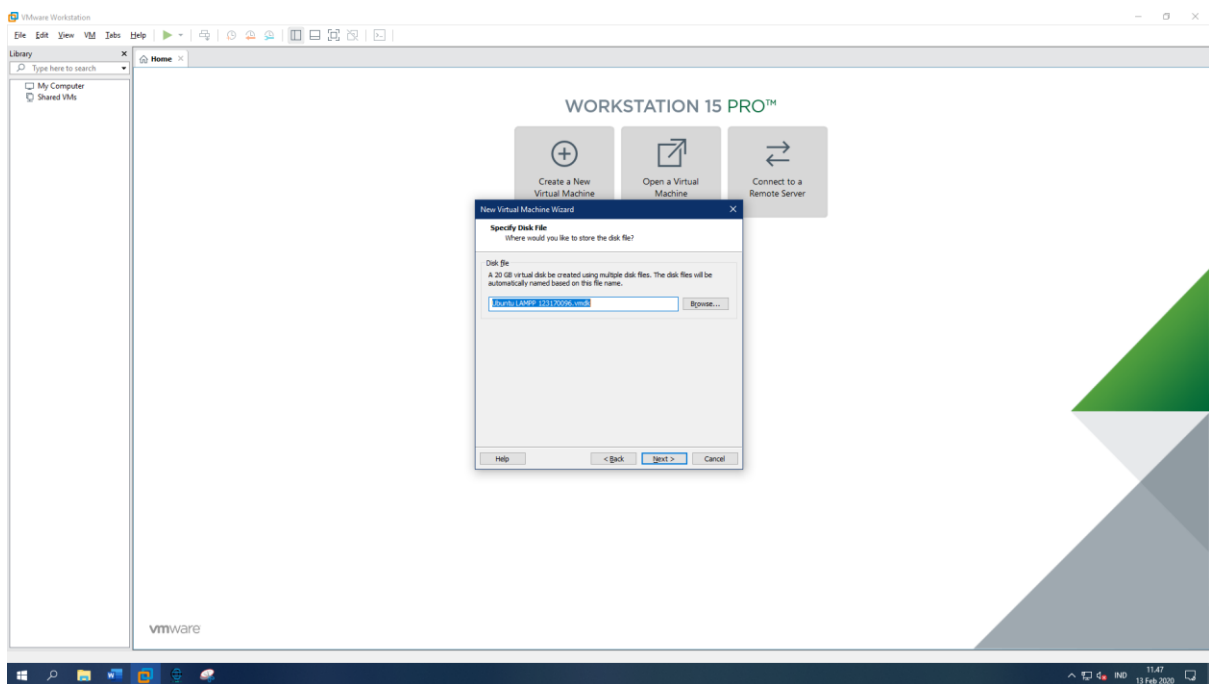 VMware Workstation
File Edit View VM Tabs Help
Library
Type here to search
My Computer
Shared VMs
Home
WORKSTATION 15 PRO™
Create a New
Virtual Machine
Open a Virtual
Machine
Connect to a
Remote Server
New Virtual Machine Wizard
Specify Disk File
Where would you like to store the disk file?
Disk file
A 20 GB virtual disk be created using multiple disk files. The disk files will be
automatically named based on this file name.
Ubuntu LAMPP 123170096.vmdk
Browse...
Help
< Back
Next >
Cancel
vmware
IND
11.47
13 Feb 2020